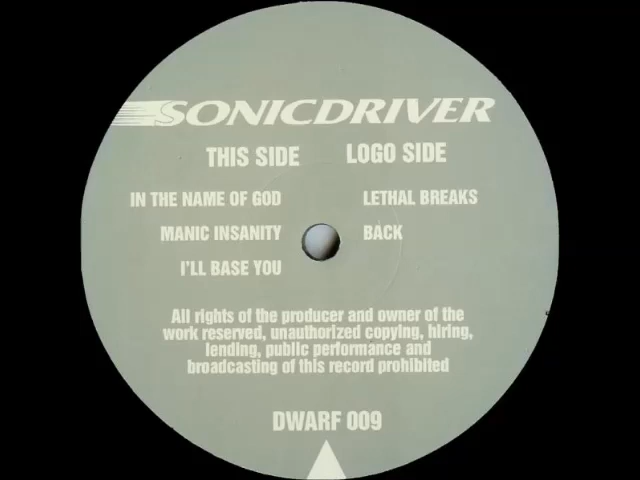 SONICDRIVER
THIS SIDE LOGO SIDE
IN THE NAME OF GOD LETHAL BREAKS
MANIC INSANITY BACK
I'LL BASE YOU
All rights of the producer and owner of the
work reserved, unauthorized copying, hiring,
lending, public performance and
broadcasting of this record prohibited
DWARF 009